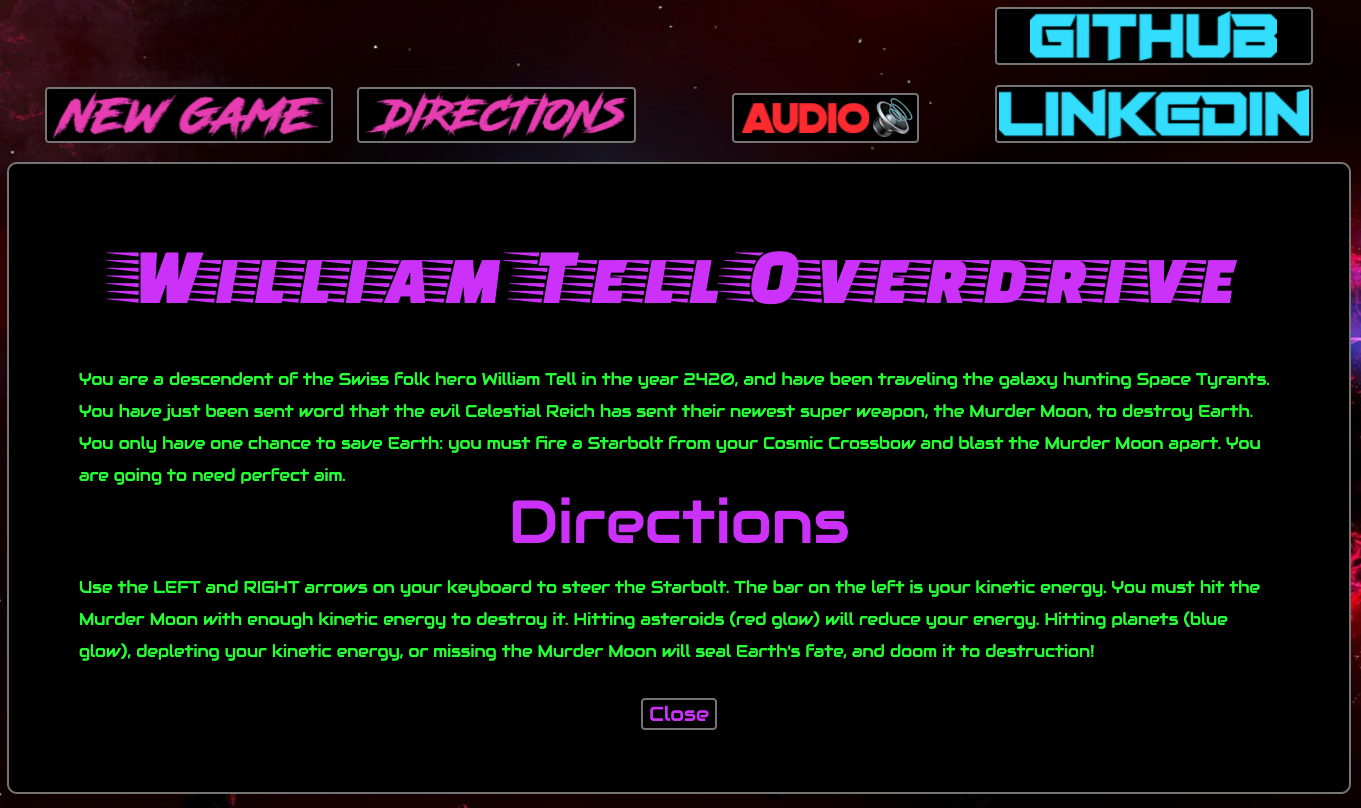 GITHUB
NEW GAME
DIRECTIONS
AUDIO
LINKEDIN
William Tell Overdrive
You are a descendent of the Swiss folk hero William Tell in the year 2420, and have been traveling the galaxy hunting Space Tyrants.
You have just been sent word that the evil Celestial Reich has sent their newest super weapon, the Murder Moon, to destroy Earth.
You only have one chance to save Earth: you must fire a Starbolt from your Cosmic Crossbow and blast the Murder Moon apart. You
are going to need perfect aim.
Directions
Use the LEFT and RIGHT arrows on your keyboard to steer the Starbolt. The bar on the left is your kinetic energy. You must hit the
Murder Moon with enough kinetic energy to destroy it. Hitting asteroids (red glow) will reduce your energy. Hitting planets (blue
glow), depleting your kinetic energy, or missing the Murder Moon will seal Earth's fate, and doom it to destruction!
Close